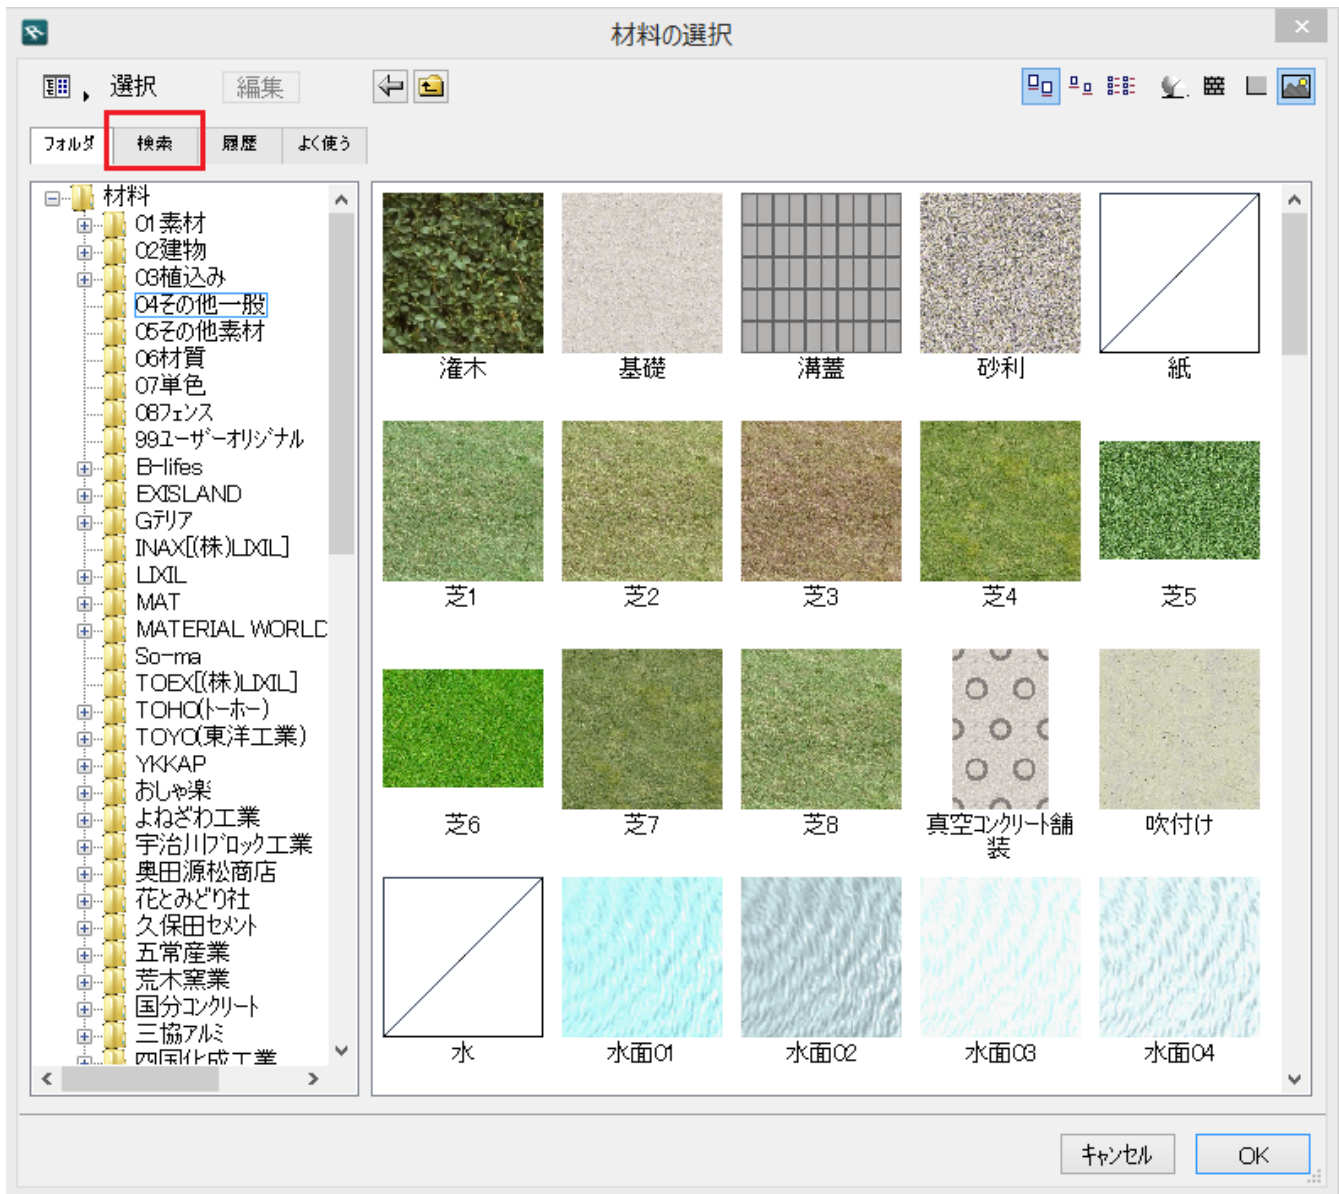 材料の選択
選択
編集
フォルダ
検索
履歴
よく使う
材料
01素材
02建物
03植込み
04その他一般
05その他素材
06材質
07単色
08フェンス
99ユーザーオリジナル
B-lifes
EXISLAND
Gテリア
INAX[(株)LIXIL]
LIXIL
MAT
MATERIAL WORLD
So-ma
TOEX[(株)LIXIL]
TOHO(トーホー)
TOYO(東洋工業)
YKKAP
おしゃ楽
よねざわ工業
宇治川ブロック工業
奥田源松商店
花とみどり社
久保田セメント
五常産業
荒木窯業
国分コンクリート
三協アルミ
四国化成工業
潅木
基礎
溝蓋
砂利
紙
芝1
芝2
芝3
芝4
芝5
芝6
芝7
芝8
真空コンクリート舗
装
吹付け
水
水面01
水面02
水面03
水面04
キャンセル
OK